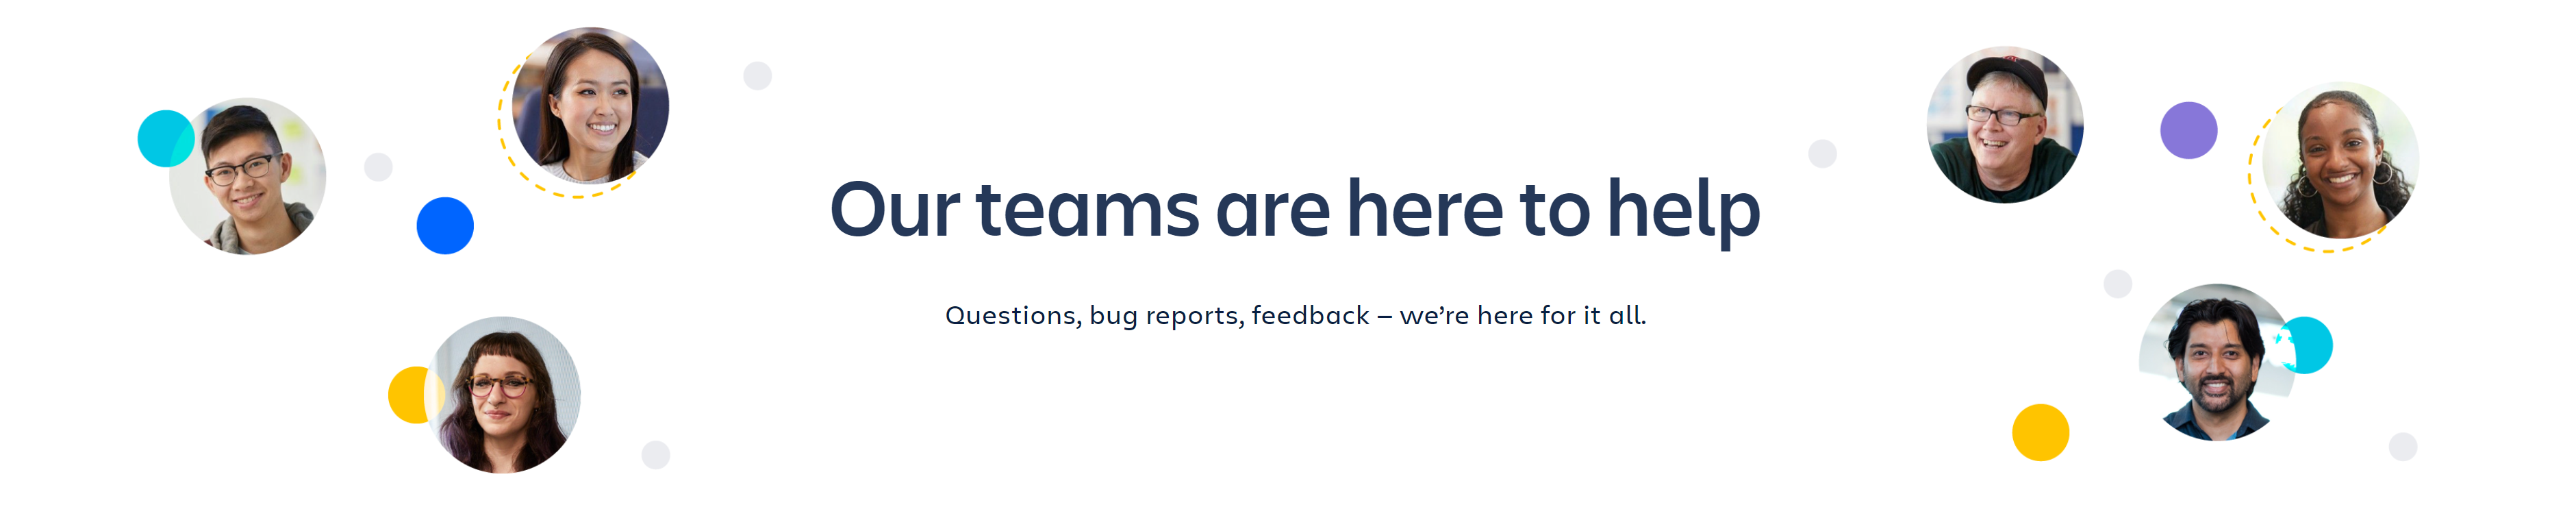 Our teams are here to help
Questions, bug reports, feedback – we’re here for it all.